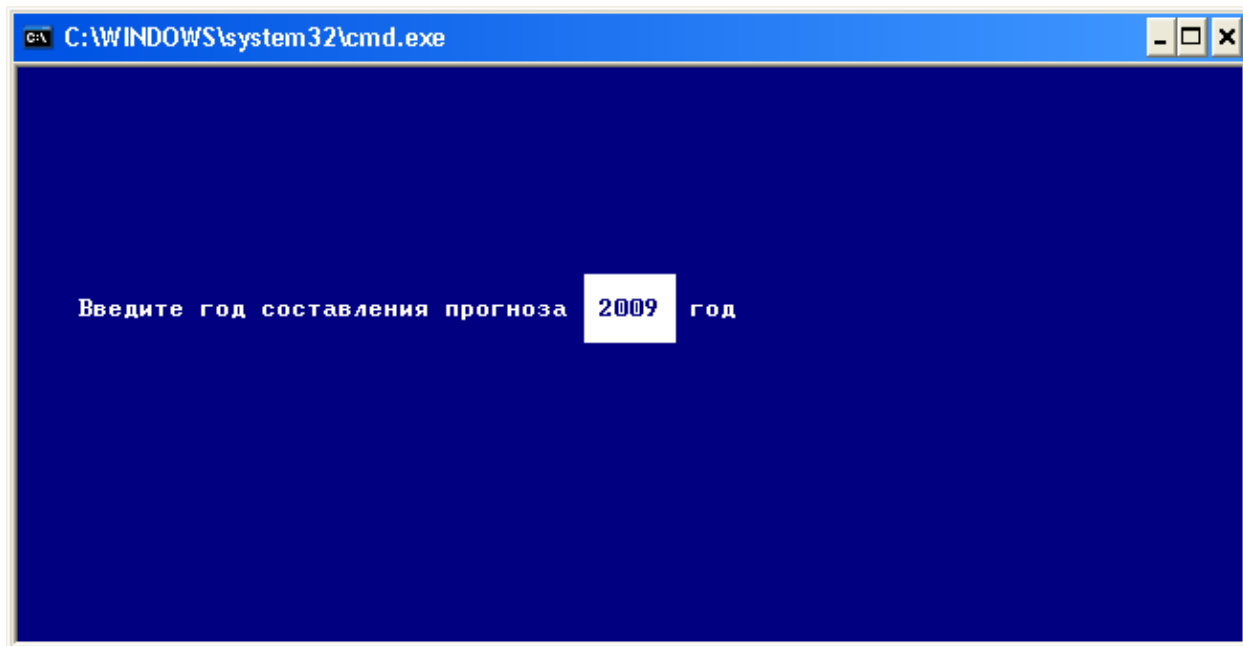 C:\WINDOWS\system32\cmd.exe
Введите год составления прогноза 2009 год